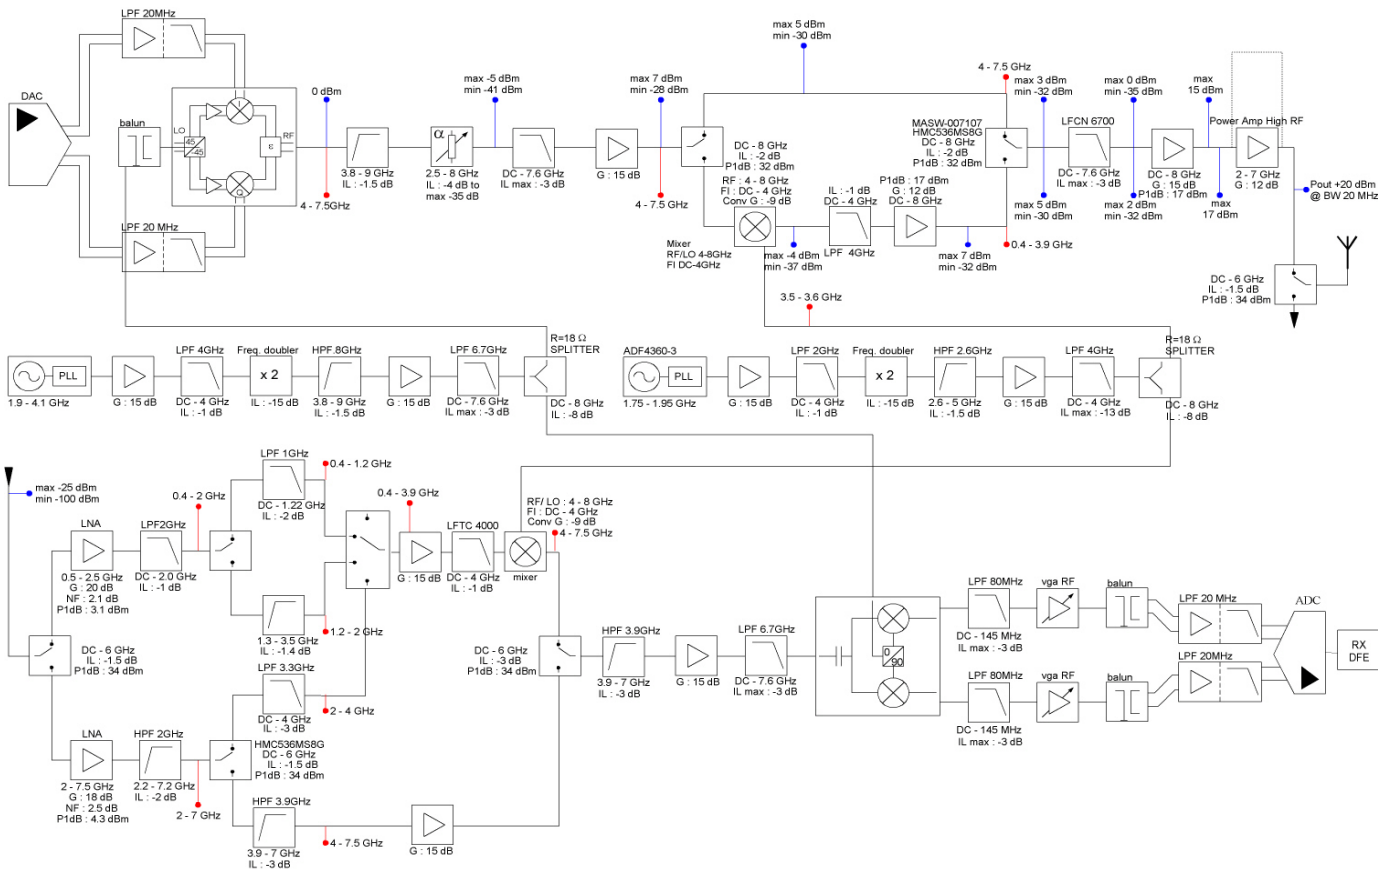 LPF 20MHz
DAC
balun
LO
45
-45
I
Q
RF
ε
LPF 20 MHz
0 dBm
4 - 7.5GHz
3.8 - 9 GHz
IL : -1.5 dB
α
2.5 - 8 GHz
IL : -4 dB to
max -35 dB
max -5 dBm
min -41 dBm
DC - 7.6 GHz
IL max : -3 dB
G : 15 dB
max 7 dBm
min -28 dBm
4 - 7.5 GHz
max 5 dBm
min -30 dBm
DC - 8 GHz
IL : -2 dB
P1dB : 32 dBm
RF : 4 - 8 GHz
FI : DC - 4 GHz
Conv G : -9 dB
Mixer
RF/LO 4-8GHz
FI DC-4GHz
max -4 dBm
min -37 dBm
IL : -1 dB
DC - 4 GHz
LPF 4GHz
P1dB : 17 dBm
G : 12 dB
DC - 8 GHz
max 7 dBm
min -32 dBm
0.4 - 3.9 GHz
4 - 7.5 GHz
MASW-007107
HMC536MS8G
DC - 8 GHz
IL : -2 dB
P1dB : 32 dBm
max 3 dBm
min -32 dBm
max 5 dBm
min -30 dBm
LFCN 6700
DC - 7.6 GHz
IL max : -3 dB
max 0 dBm
min -35 dBm
max 2 dBm
min -32 dBm
DC - 8 GHz
G : 15 dB
P1dB : 17 dBm
max
15 dBm
max
17 dBm
Power Amp High RF
2 - 7 GHz
G : 12 dB
Pout +20 dBm
@ BW 20 MHz
DC - 6 GHz
IL : -1.5 dB
P1dB : 34 dBm
3.5 - 3.6 GHz
PLL
1.9 - 4.1 GHz
G : 15 dB
LPF 4GHz
DC - 4 GHz
IL : -1 dB
Freq. doubler
x 2
IL : -15 dB
HPF.8GHz
3.8 - 9 GHz
IL : -1.5 dB
G : 15 dB
LPF 6.7GHz
DC - 7.6 GHz
IL max : -3 dB
R=18 Ω
SPLITTER
DC - 8 GHz
IL : -8 dB
ADF4360-3
PLL
1.75 - 1.95 GHz
G : 15 dB
LPF 2GHz
DC - 4 GHz
IL : -1 dB
Freq. doubler
x 2
IL : -15 dB
HPF 2.6GHz
2.6 - 5 GHz
IL : -1.5 dB
G : 15 dB
LPF 4GHz
DC - 4 GHz
IL max : -13 dB
R=18 Ω
SPLITTER
DC - 8 GHz
IL : -8 dB
max -25 dBm
min -100 dBm
LNA
0.5 - 2.5 GHz
G : 20 dB
NF : 2.1 dB
P1dB : 3.1 dBm
LPF2GHz
DC - 2.0 GHz
IL : -1 dB
0.4 - 2 GHz
LPF 1GHz
DC - 1.22 GHz
IL : -2 dB
0.4 - 1.2 GHz
1.3 - 3.5 GHz
IL : -1.4 dB
1.2 - 2 GHz
0.4 - 3.9 GHz
G : 15 dB
LFTC 4000
DC - 4 GHz
IL : -1 dB
RF/ LO : 4 - 8 GHz
FI : DC - 4 GHz
Conv G : -9 dB
4 - 7.5 GHz
mixer
DC - 6 GHz
IL : -1.5 dB
P1dB : 34 dBm
LPF 3.3GHz
DC - 4 GHz
IL : -3 dB
2 - 4 GHz
LNA
2 - 7.5 GHz
G : 18 dB
NF : 2.5 dB
P1dB : 4.3 dBm
HPF 2GHz
2.2 - 7.2 GHz
IL : -2 dB
2 - 7 GHz
HMC536MS8G
DC - 6 GHz
IL : -1.5 dB
P1dB : 34 dBm
HPF 3.9GHz
3.9 - 7 GHz
IL : -3 dB
4 - 7.5 GHz
G : 15 dB
DC - 6 GHz
IL : -3 dB
P1dB : 34 dBm
HPF 3.9GHz
3.9 - 7 GHz
IL : -3 dB
G : 15 dB
LPF 6.7GHz
DC - 7.6 GHz
IL max : -3 dB
0
90
LPF 80MHz
DC - 145 MHz
IL max : -3 dB
vga RF
balun
LPF 20 MHz
ADC
RX
DFE
LPF 80MHz
DC - 145 MHz
IL max : -3 dB
vga RF
balun
LPF 20MHz